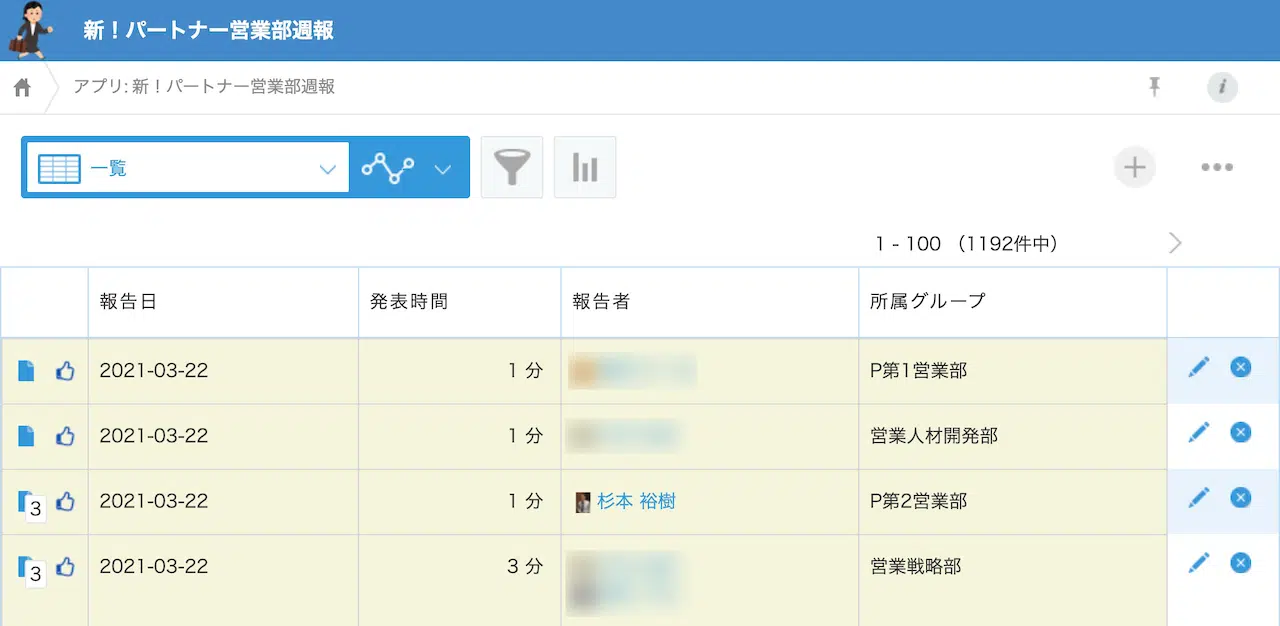 新！パートナー営業部週報
アプリ: 新！パートナー営業部週報
一覧
1 - 100 （1192件中）
報告日 発表時間 報告者 所属グループ
2021-03-22 1 分 P第1営業部
2021-03-22 1 分 営業人材開発部
3 2021-03-22 1 分 杉本 裕樹 P第2営業部
3 2021-03-22 3 分 営業戦略部